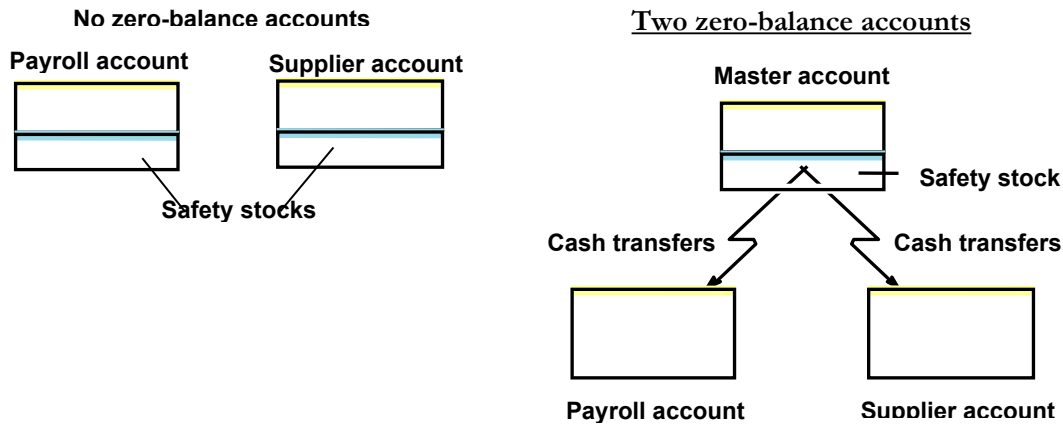 No zero-balance accounts
Payroll account
Supplier account
Safety stocks
Two zero-balance accounts
Master account
Safety stock
Cash transfers
Cash transfers
Payroll account
Supplier account